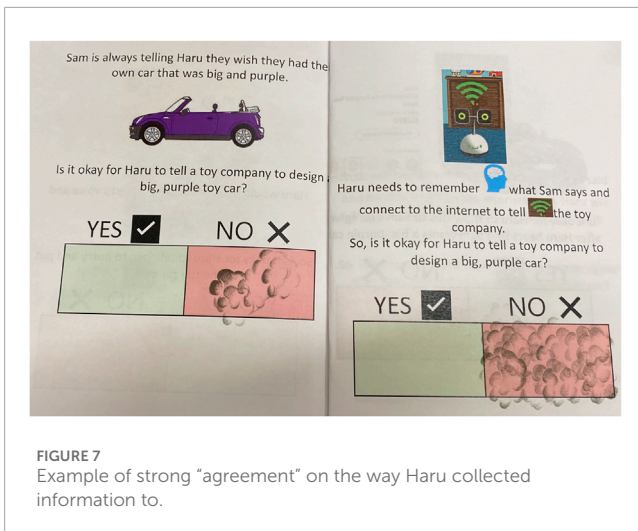 Sam is always telling Haru they wish they had the
own car that was big and purple.
Is it okay for Haru to tell a toy company to design
big, purple toy car?
YES NO
Haru needs to remember what Sam says and
connect to the internet to tell the toy
company.
So, is it okay for Haru to tell a toy company to
design a big, purple car?
YES NO
FIGURE 7
Example of strong “agreement” on the way Haru collected
information to.